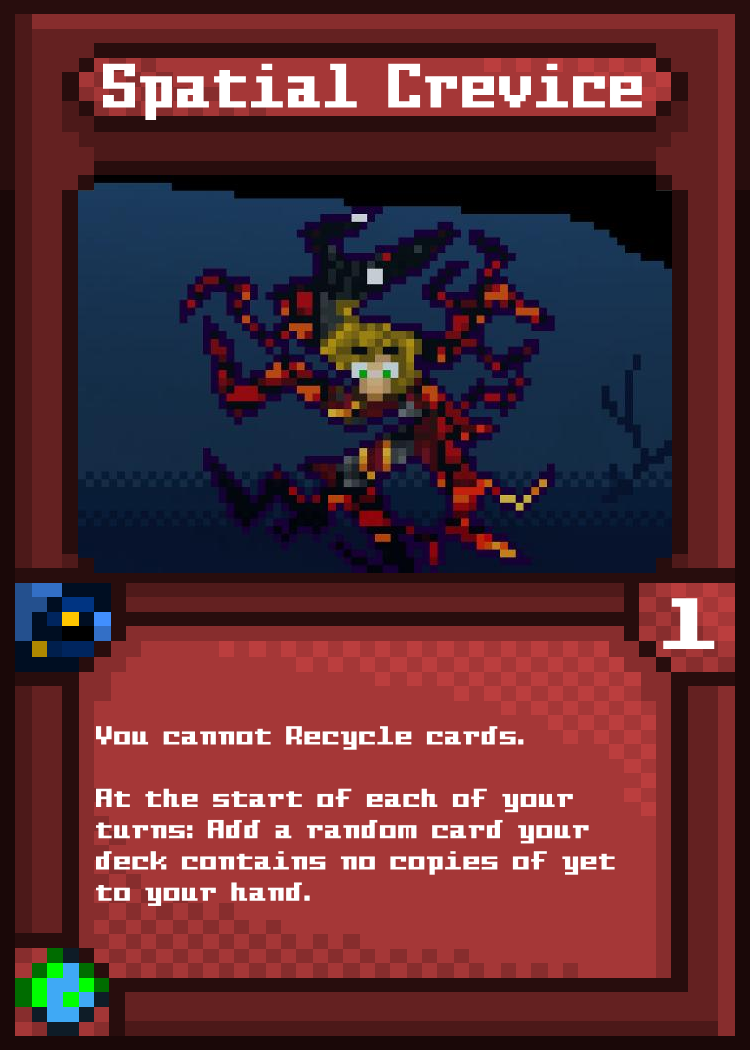 Spatial Crevice
1
You cannot Recycle cards.
At the start of each of your
turns: Add a random card your
deck contains no copies of yet
to your hand.